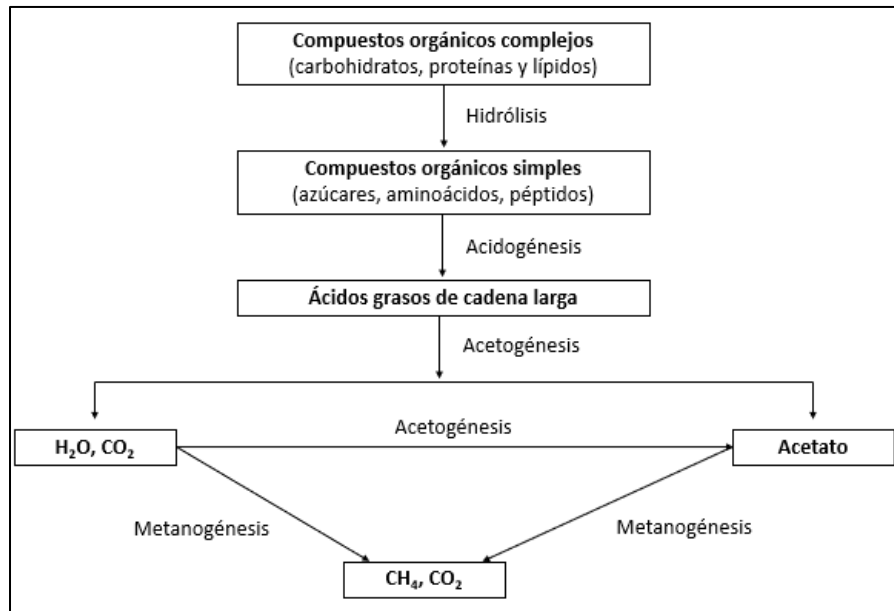 Compuestos orgánicos complejos
(carbohidratos, proteínas y lípidos)
Hidrólisis
Compuestos orgánicos simples
(azúcares, aminoácidos, péptidos)
Acidogénesis
Ácidos grasos de cadena larga
Acetogénesis
H₂O, CO₂
Acetogénesis
Acetato
Metanogénesis
Metanogénesis
CH₄, CO₂